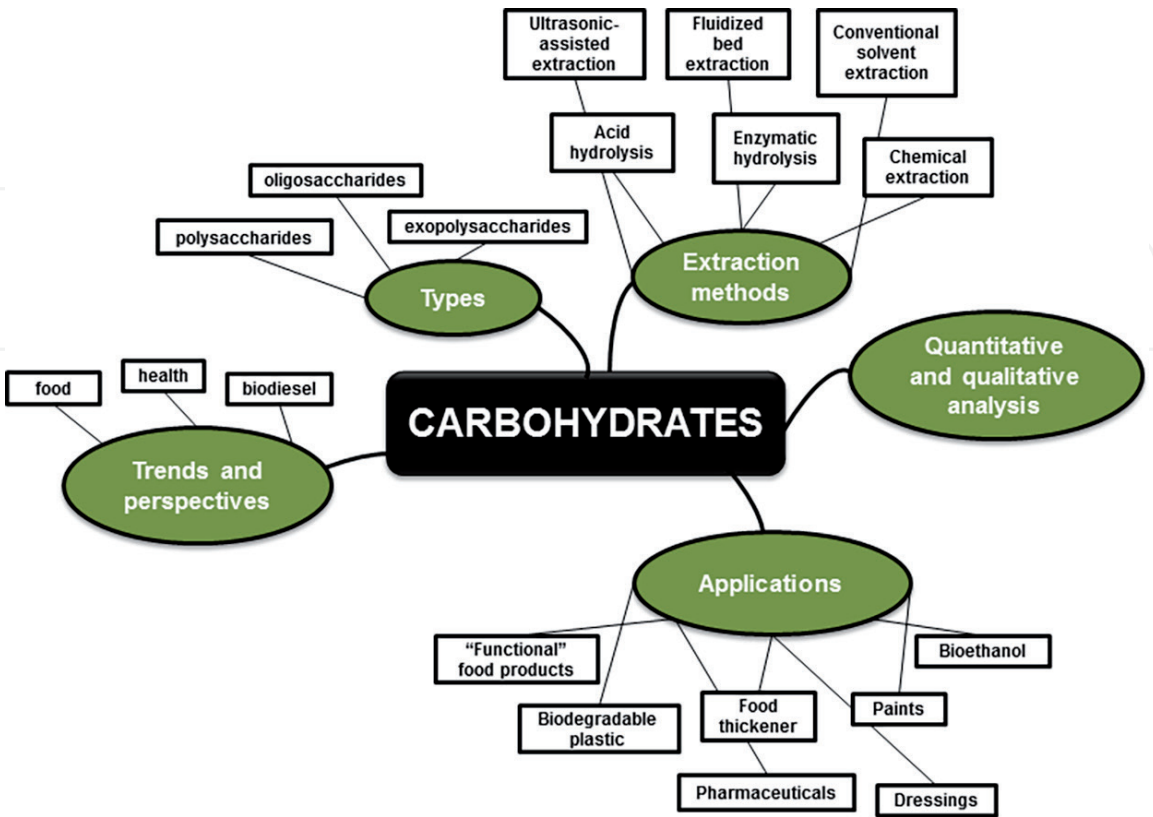 Ultrasonic-
assisted
extraction
Fluidized
bed
extraction
Conventional
solvent
extraction
Acid
hydrolysis
Enzymatic
hydrolysis
Chemical
extraction
oligosaccharides
exopolysaccharides
polysaccharides
Types
Extraction
methods
Quantitative
and qualitative
analysis
food
health
biodiesel
CARBOHYDRATES
Trends and
perspectives
Applications
“Functional”
food products
Bioethanol
Biodegradable
plastic
Food
thickener
Paints
Pharmaceuticals
Dressings